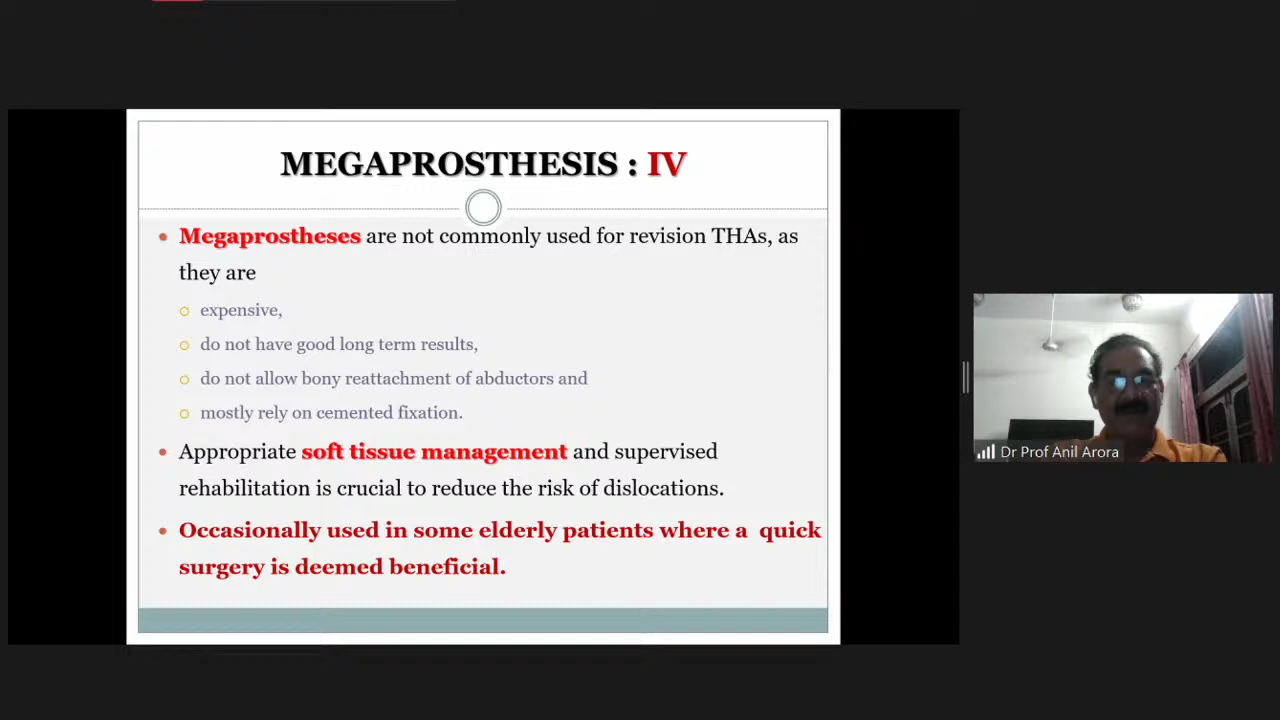 MEGAPROSTHESIS : IV
• Megaprostheses are not commonly used for revision THAs, as
they are
expensive,
do not have good long term results,
do not allow bony reattachment of abductors and
mostly rely on cemented fixation.
• Appropriate soft tissue management and supervised
rehabilitation is crucial to reduce the risk of dislocations.
• Occasionally used in some elderly patients where a quick
surgery is deemed beneficial.
Dr Prof Anil Arora